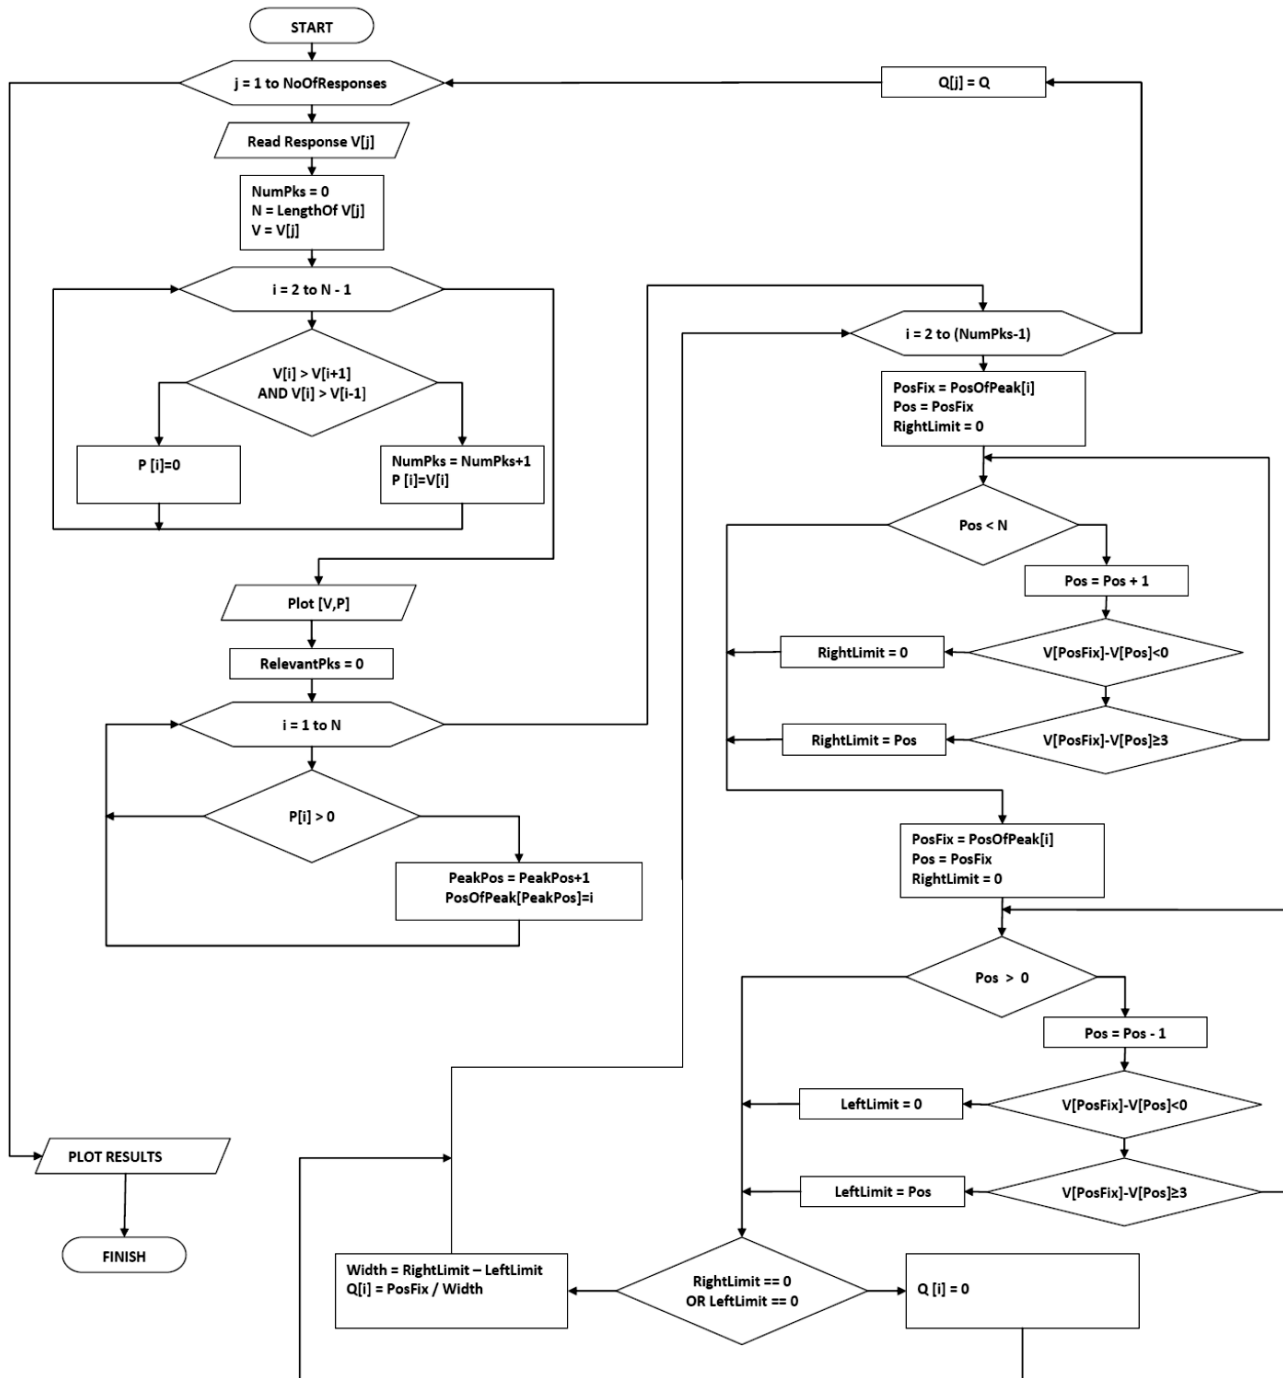 START
j = 1 to NoOfResponses
Q[j] = Q
Read Response V[j]
NumPks = 0
N = LengthOf V[j]
V = V[j]
i = 2 to N - 1
V[i] > V[i+1]
AND V[i] > V[i-1]
P [i]=0
NumPks = NumPks+1
P [i]=V[i]
Plot [V,P]
RelevantPks = 0
i = 1 to N
P[i] > 0
PeakPos = PeakPos+1
PosOfPeak[PeakPos]=i
i = 2 to (NumPks-1)
PosFix = PosOfPeak[i]
Pos = PosFix
RightLimit = 0
Pos < N
Pos = Pos + 1
V[PosFix]-V[Pos]<0
RightLimit = 0
V[PosFix]-V[Pos]≥3
RightLimit = Pos
PosFix = PosOfPeak[i]
Pos = PosFix
RightLimit = 0
Pos > 0
Pos = Pos - 1
V[PosFix]-V[Pos]<0
LeftLimit = 0
V[PosFix]-V[Pos]≥3
LeftLimit = Pos
RightLimit == 0
OR LeftLimit == 0
Q [i] = 0
Width = RightLimit – LeftLimit
Q[i] = PosFix / Width
PLOT RESULTS
FINISH